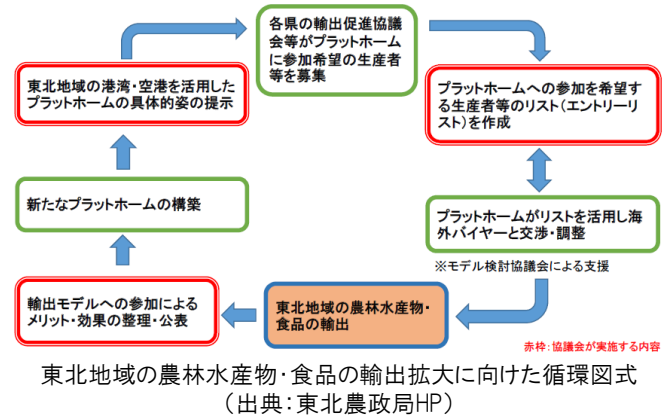 各県の輸出促進協議
会等がプラットホーム
に参加希望の生産者
等を募集
東北地域の港湾・空港を活用した
プラットホームの具体的姿の提示
プラットホームへの参加を希望す
る生産者等のリスト(エントリーリ
スト)を作成
新たなプラットホームの構築
プラットホームがリストを活用し海
外バイヤーと交渉・調整
※モデル検討協議会による支援
輸出モデルへの参加による
メリット・効果の整理・公表
東北地域の農林水産物・
食品の輸出
赤枠:協議会が実施する内容
東北地域の農林水産物・食品の輸出拡大に向けた循環図式
(出典:東北農政局HP)